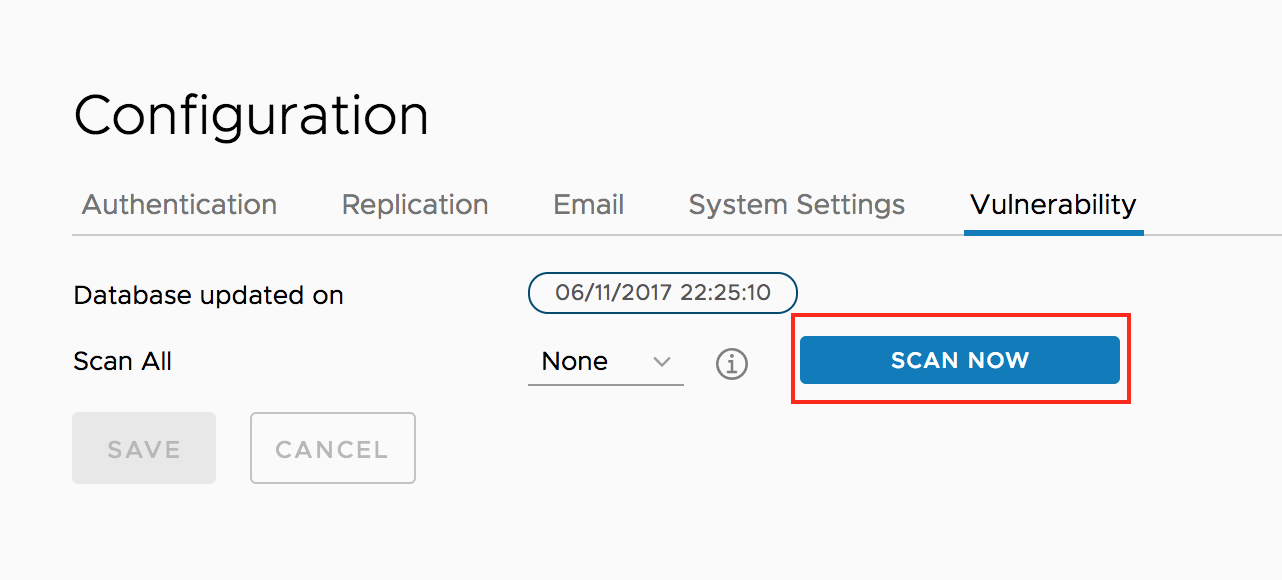 Configuration
Authentication Replication Email System Settings Vulnerability
Database updated on 06/11/2017 22:25:10
Scan All None SCAN NOW
SAVE CANCEL